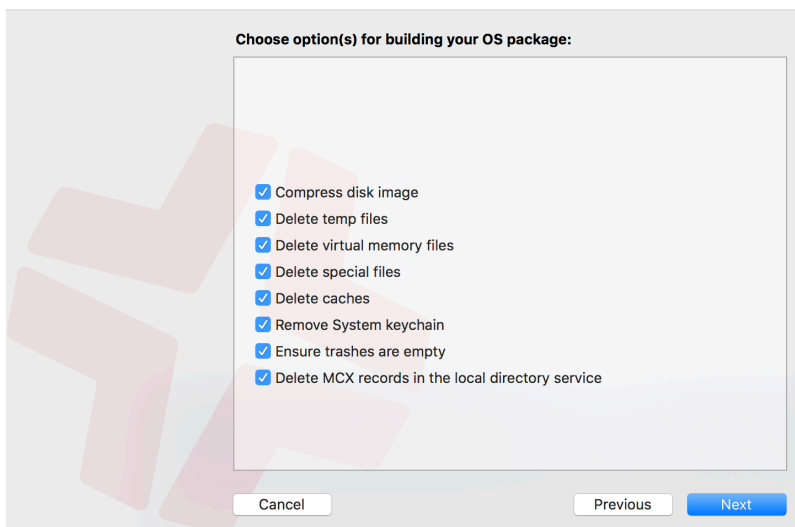 Choose option(s) for building your OS package:
Compress disk image
Delete temp files
Delete virtual memory files
Delete special files
Delete caches
Remove System keychain
Ensure trashes are empty
Delete MCX records in the local directory service
Cancel
Previous
Next